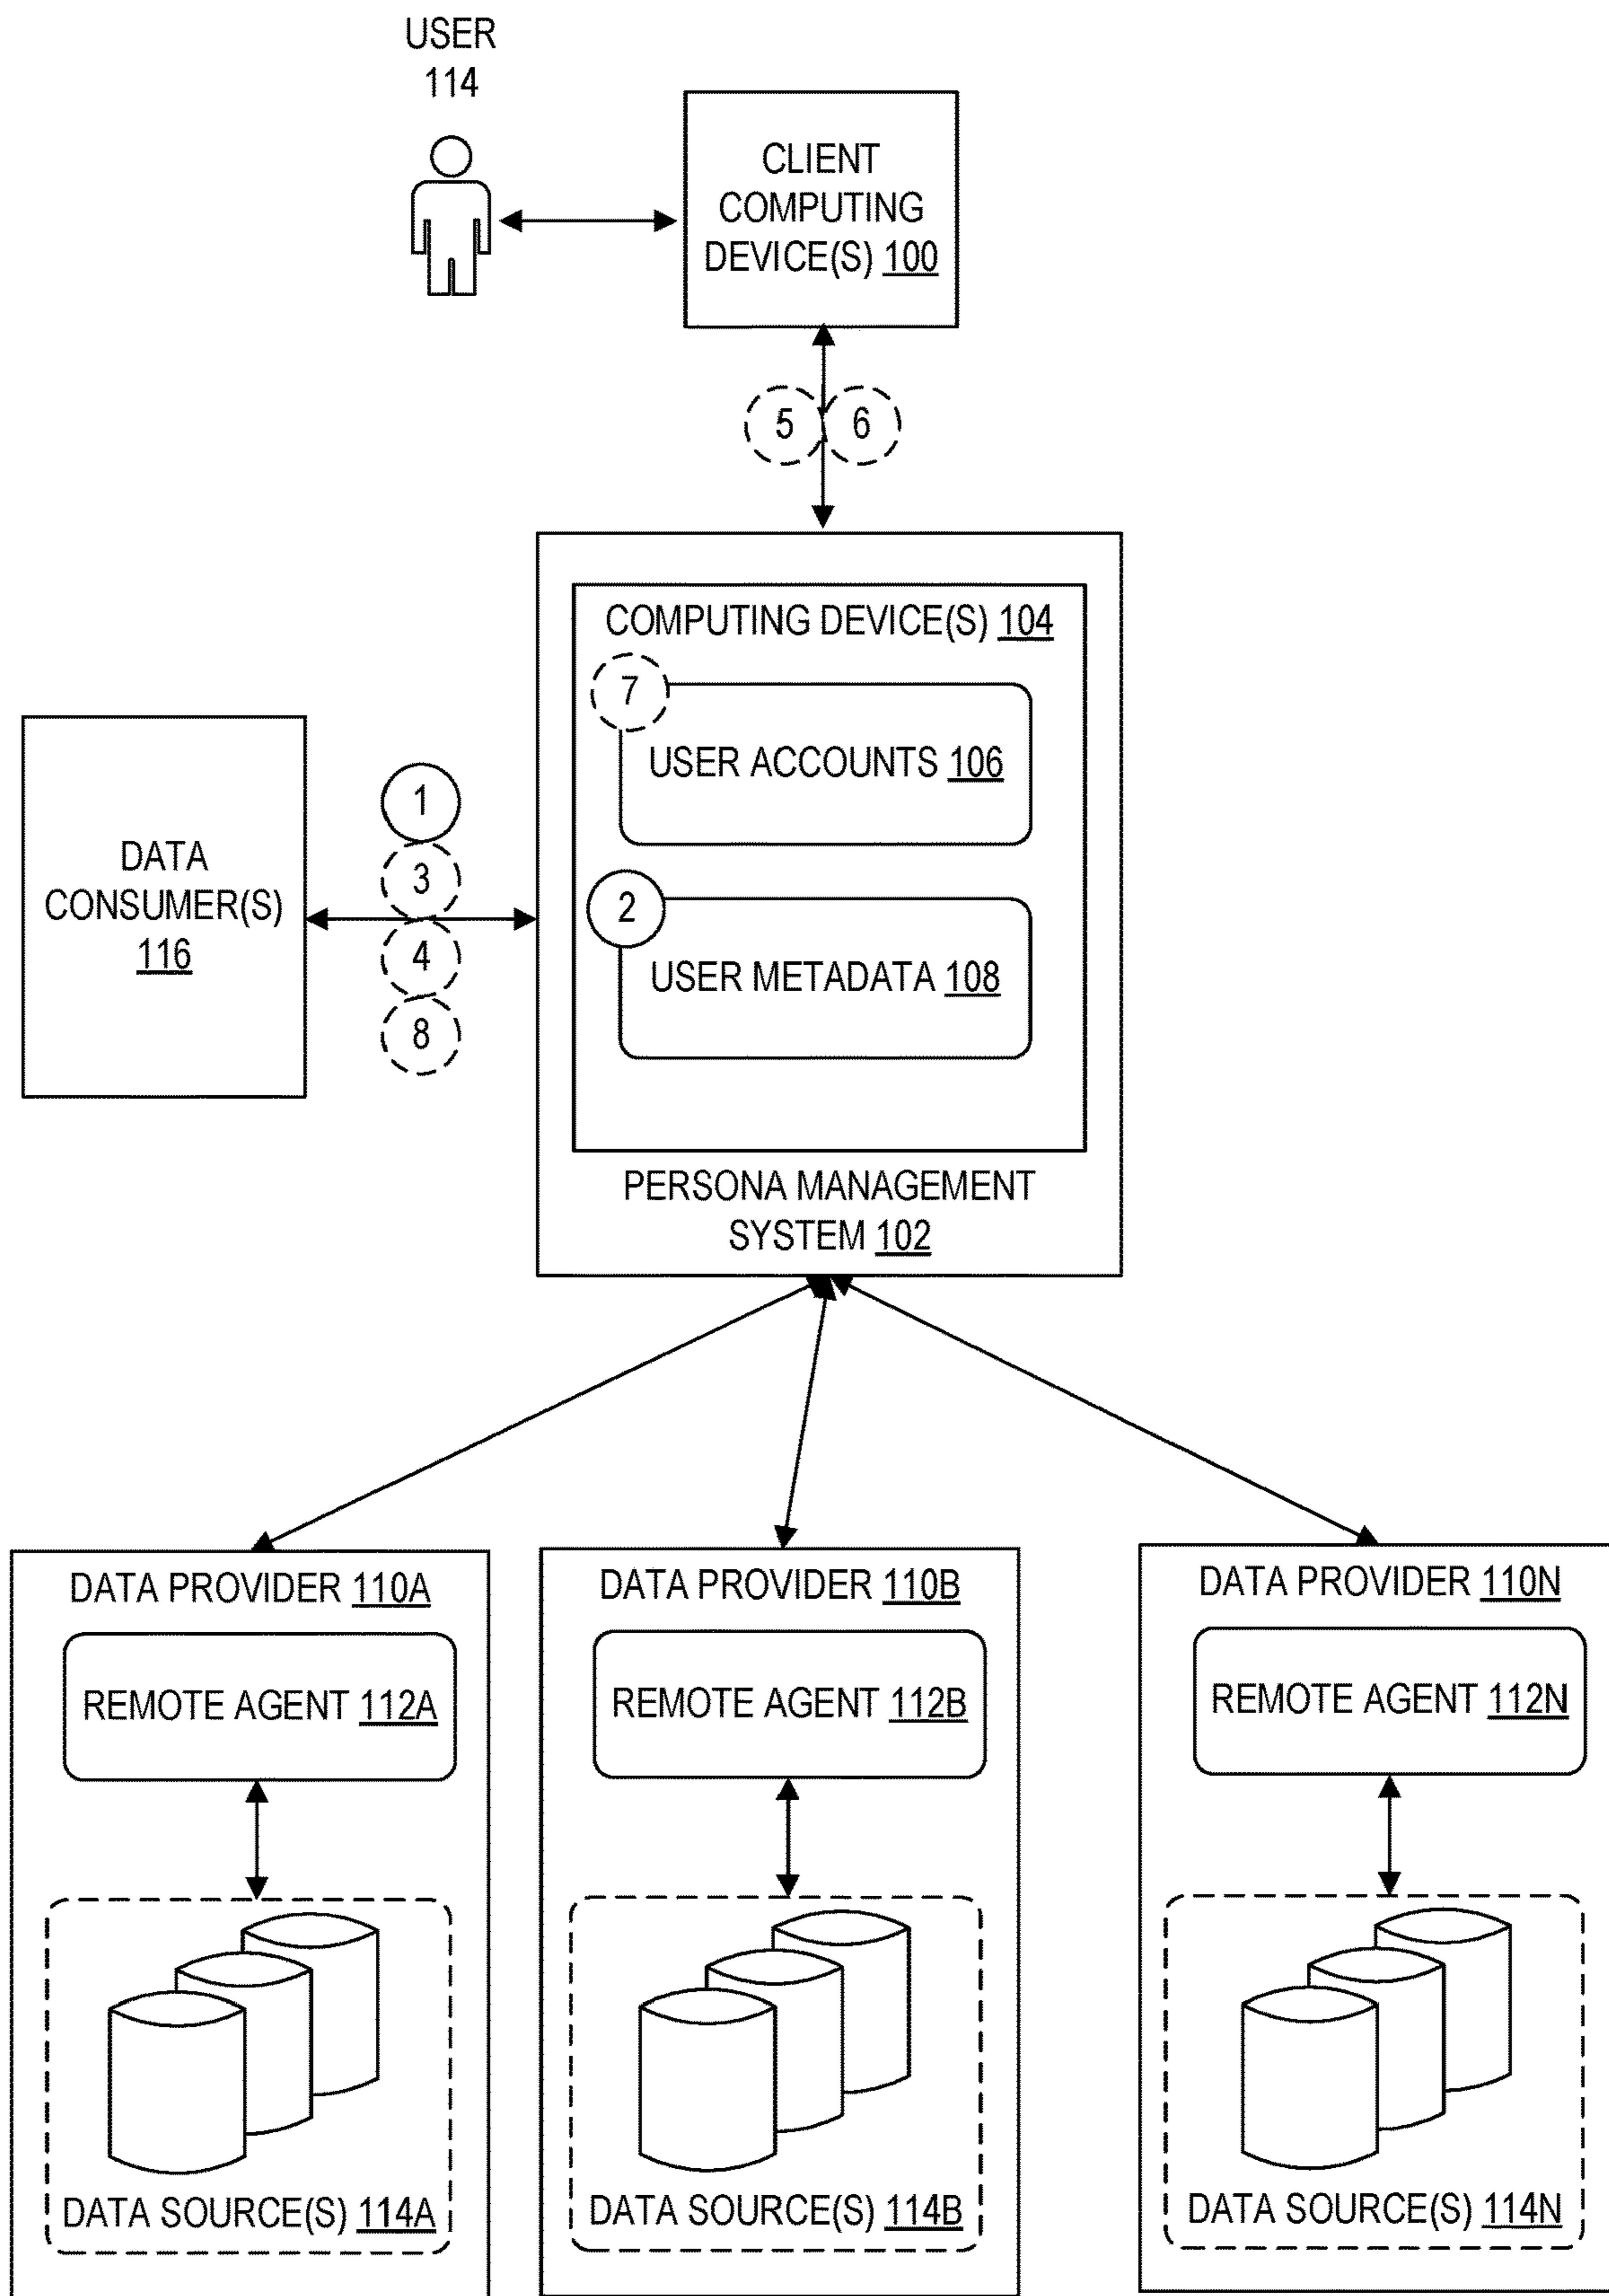 USER
114
CLIENT
COMPUTING
DEVICE(S) 100
5
6
COMPUTING DEVICE(S) 104
7
USER ACCOUNTS 106
2
USER METADATA 108
PERSONA MANAGEMENT
SYSTEM 102
DATA
CONSUMER(S)
116
1
3
4
8
DATA PROVIDER 110A
REMOTE AGENT 112A
DATA SOURCE(S) 114A
DATA PROVIDER 110B
REMOTE AGENT 112B
DATA SOURCE(S) 114B
DATA PROVIDER 110N
REMOTE AGENT 112N
DATA SOURCE(S) 114N